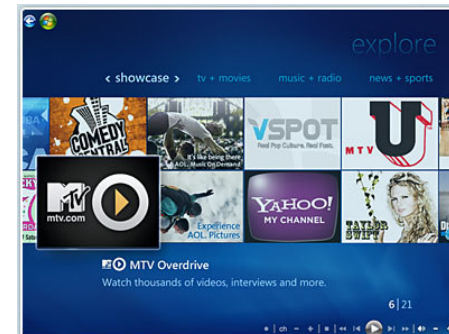 explore
< showcase > tv + movies music + radio news + sports
COMEDY
CENTRAL
It's like being there
AOL. Music On Demand
VSPOT
Real Pop Culture. Real Fast.
MTV U
MTV
mtv.com
Experience
AOL. Pictures
YAHOO!
MY CHANNEL
TAYLOR
SWIFT
MTV Overdrive
Watch thousands of videos, interviews and more.
6 | 21
ch − +